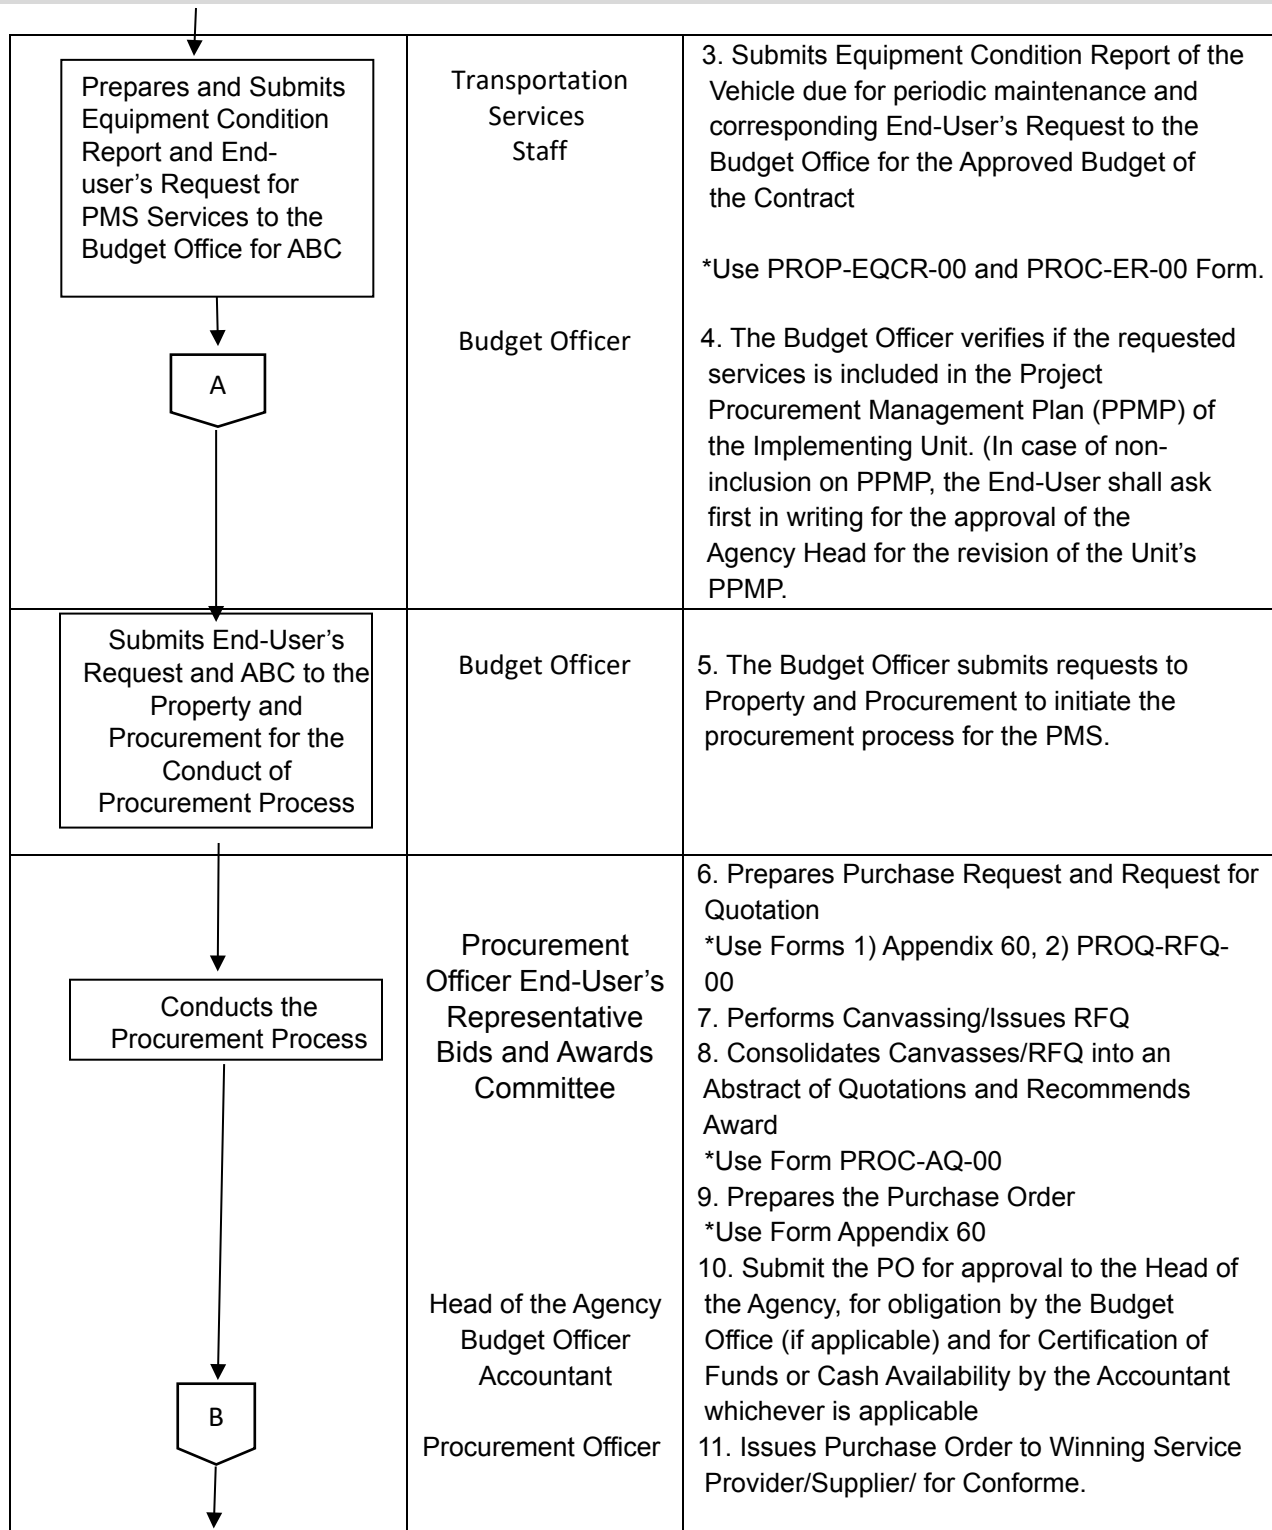 Prepares and Submits
Equipment Condition
Report and End-
user’s Request for
PMS Services to the
Budget Office for ABC
Transportation
Services
Staff
3. Submits Equipment Condition Report of the
Vehicle due for periodic maintenance and
corresponding End-User’s Request to the
Budget Office for the Approved Budget of
the Contract
*Use PROP-EQCR-00 and PROC-ER-00 Form.
A
Budget Officer
4. The Budget Officer verifies if the requested
services is included in the Project
Procurement Management Plan (PPMP) of
the Implementing Unit. (In case of non-
inclusion on PPMP, the End-User shall ask
first in writing for the approval of the
Agency Head for the revision of the Unit’s
PPMP.
Submits End-User’s
Request and ABC to the
Property and
Procurement for the
Conduct of
Procurement Process
Budget Officer
5. The Budget Officer submits requests to
Property and Procurement to initiate the
procurement process for the PMS.
Conducts the
Procurement Process
Procurement
Officer End-User’s
Representative
Bids and Awards
Committee
6. Prepares Purchase Request and Request for
Quotation
*Use Forms 1) Appendix 60, 2) PROQ-RFQ-
00
7. Performs Canvassing/Issues RFQ
8. Consolidates Canvasses/RFQ into an
Abstract of Quotations and Recommends
Award
*Use Form PROC-AQ-00
9. Prepares the Purchase Order
*Use Form Appendix 60
Head of the Agency
Budget Officer
Accountant
10. Submit the PO for approval to the Head of
the Agency, for obligation by the Budget
Office (if applicable) and for Certification of
Funds or Cash Availability by the Accountant
whichever is applicable
B
Procurement Officer
11. Issues Purchase Order to Winning Service
Provider/Supplier/ for Conforme.